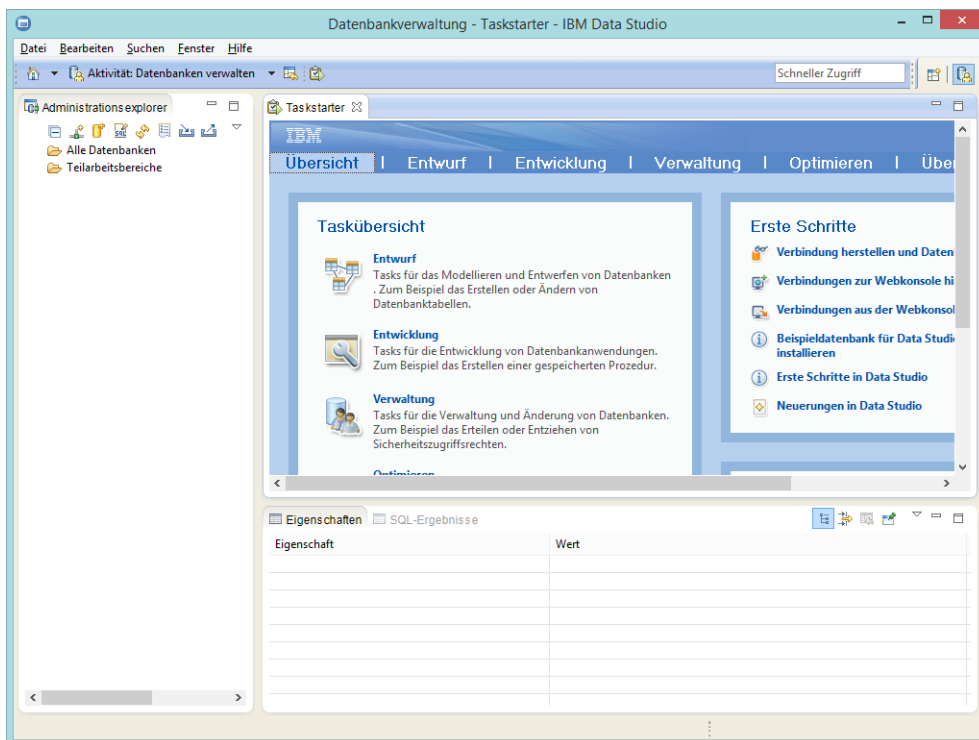 Datenbankverwaltung - Taskstarter - IBM Data Studio
Datei Bearbeiten Suchen Fenster Hilfe
Aktivität: Datenbanken verwalten
Schneller Zugriff
Administrationsexplorer
Alle Datenbanken
Teilarbeitsbereiche
Taskstarter
IBM
Übersicht | Entwurf | Entwicklung | Verwaltung | Optimieren | Über
Taskübersicht
Entwurf
Tasks für das Modellieren und Entwerfen von Datenbanken
. Zum Beispiel das Erstellen oder Ändern von
Datenbanktabellen.
Entwicklung
Tasks für die Entwicklung von Datenbankanwendungen.
Zum Beispiel das Erstellen einer gespeicherten Prozedur.
Verwaltung
Tasks für die Verwaltung und Änderung von Datenbanken.
Zum Beispiel das Erteilen oder Entziehen von
Sicherheitszugriffsrechten.
Optimieren
Erste Schritte
Verbindung herstellen und Daten
Verbindungen zur Webkonsole hi
Verbindungen aus der Webkonsol
Beispieldatenbank für Data Studi
installieren
Erste Schritte in Data Studio
Neuerungen in Data Studio
Eigenschaften SQL-Ergebnisse
Eigenschaft Wert